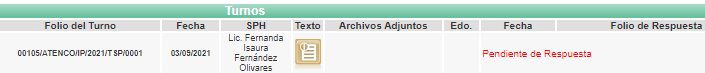 Turnos
Folio del Turno Fecha SPH Texto Archivos Adjuntos Edo. Fecha Folio de Respuesta
00105/ATENCO/IP/2021/TSP/0001 03/09/2021 Lic. Fernanda Isaura Fernández Olivares Pendiente de Respuesta